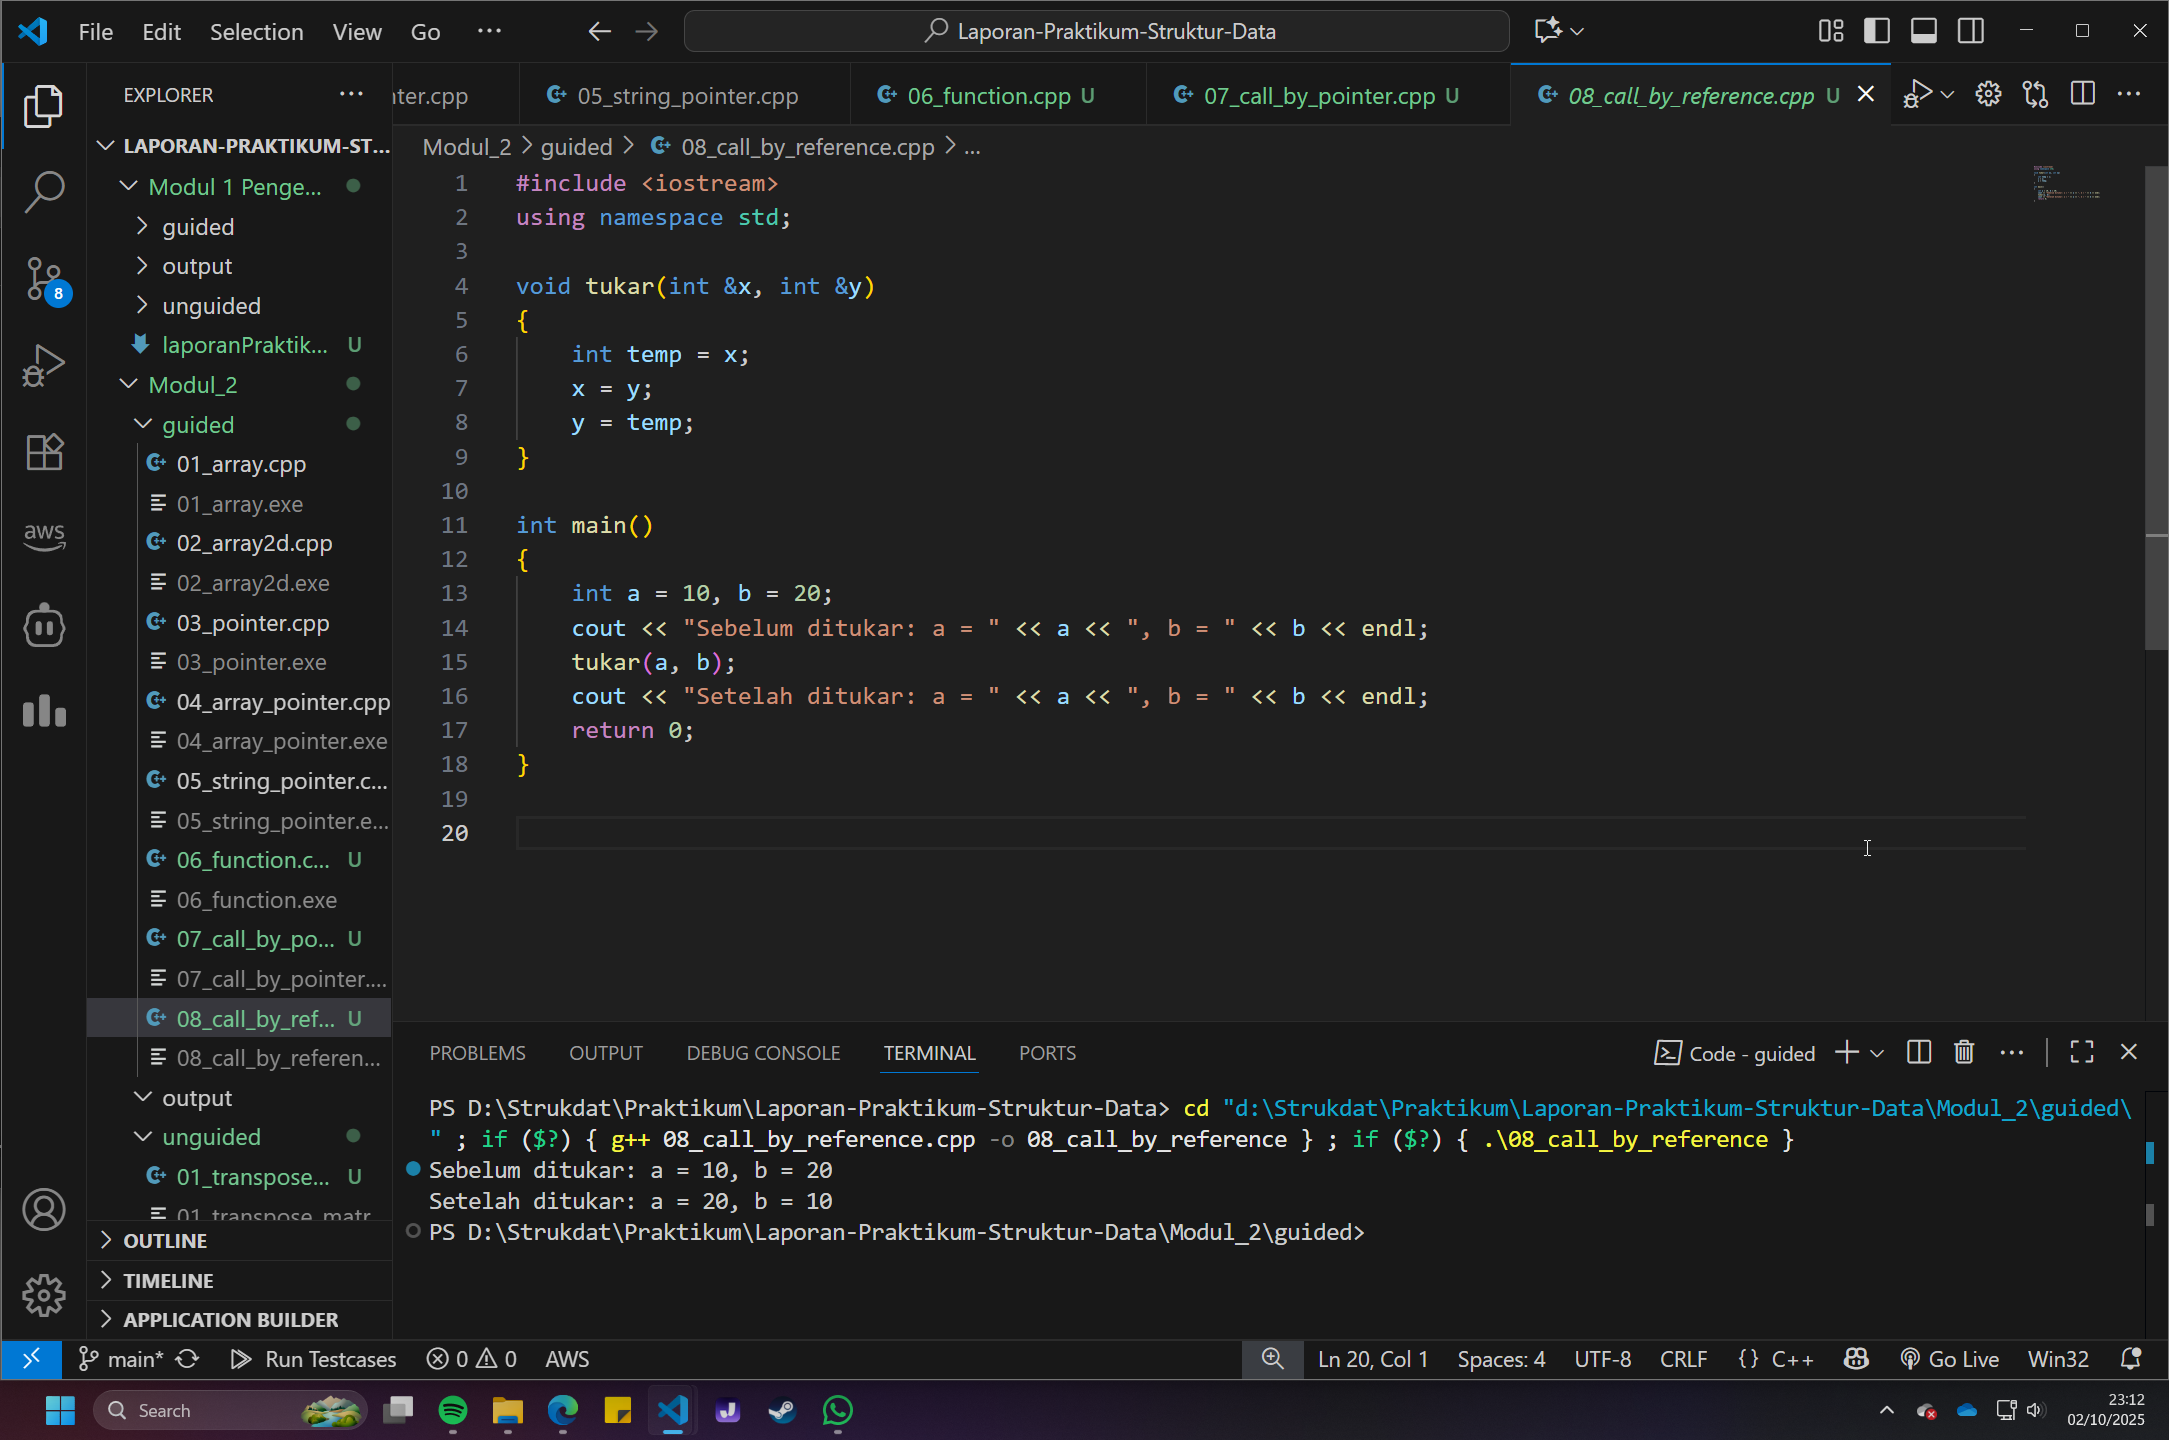 File Edit Selection View Go ··· Laporan-Praktikum-Struktur-Data
EXPLORER ···
nter.cpp 05_string_pointer.cpp 06_function.cpp U 07_call_by_pointer.cpp U 08_call_by_reference.cpp U
Modul_2 > guided > 08_call_by_reference.cpp > ...
LAPORAN-PRAKTIKUM-ST...
Modul 1 Penge...
guided
output
unguided
laporanPraktik... U
Modul_2
guided
01_array.cpp
01_array.exe
02_array2d.cpp
02_array2d.exe
03_pointer.cpp
03_pointer.exe
04_array_pointer.cpp
04_array_pointer.exe
05_string_pointer.c...
05_string_pointer.e...
06_function.c... U
06_function.exe
07_call_by_po... U
07_call_by_pointer....
08_call_by_ref... U
08_call_by_referen...
output
unguided
01_transpose... U
01_transpose_matr
OUTLINE
TIMELINE
APPLICATION BUILDER
8
aws
1 #include <iostream>
2 using namespace std;
3
4 void tukar(int &x, int &y)
5 {
6     int temp = x;
7     x = y;
8     y = temp;
9 }
10
11 int main()
12 {
13     int a = 10, b = 20;
14     cout << "Sebelum ditukar: a = " << a << ", b = " << b << endl;
15     tukar(a, b);
16     cout << "Setelah ditukar: a = " << a << ", b = " << b << endl;
17     return 0;
18 }
19
20
PROBLEMS OUTPUT DEBUG CONSOLE TERMINAL PORTS Code - guided
PS D:\Strukdat\Praktikum\Laporan-Praktikum-Struktur-Data> cd "d:\Strukdat\Praktikum\Laporan-Praktikum-Struktur-Data\Modul_2\guided\
" ; if ($?) { g++ 08_call_by_reference.cpp -o 08_call_by_reference } ; if ($?) { .\08_call_by_reference }
Sebelum ditukar: a = 10, b = 20
Setelah ditukar: a = 20, b = 10
PS D:\Strukdat\Praktikum\Laporan-Praktikum-Struktur-Data\Modul_2\guided>
main* Run Testcases 0 0 AWS Ln 20, Col 1 Spaces: 4 UTF-8 CRLF {} C++ Go Live Win32
Search
23:12
02/10/2025